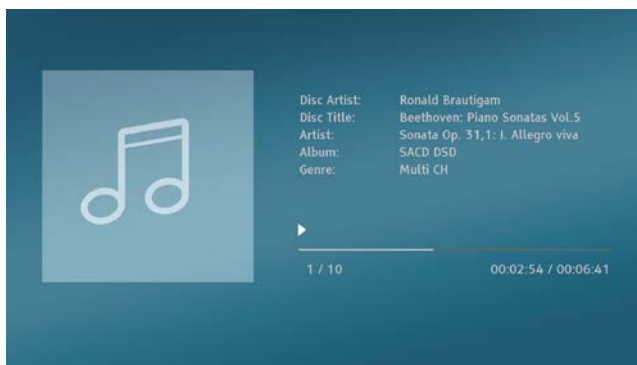 Disc Artist: Ronald Brautigam
Disc Title: Beethoven: Piano Sonatas Vol.5
Artist: Sonata Op. 31,1: I. Allegro viva
Album: SACD DSD
Genre: Multi CH
1 / 10 00:02:54 / 00:06:41